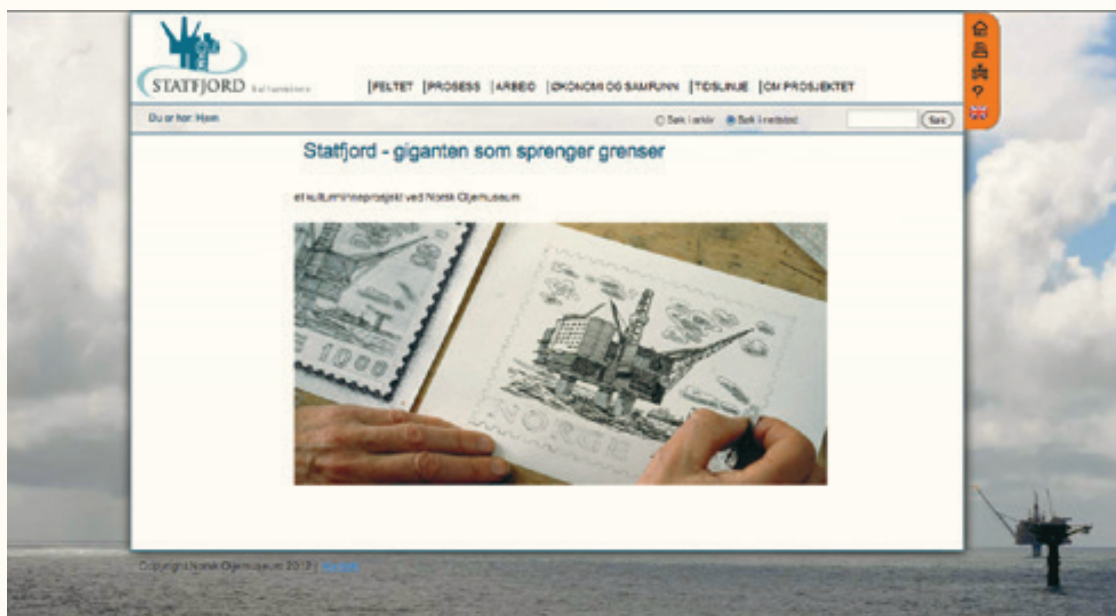 STATFJORD kulturminne
|FELTET |PROSESS |ARBEID |ØKONOMI OG SAMFUNN |TIDSLINJE |OM PROSJEKTET
Du er her: Hjem
Søk i arkiv Søk i nettsted Søk
Statfjord - giganten som sprenger grenser
et kulturminneprosjekt ved Norsk Oljemuseum
1000
NORGE
Copyright Norsk Oljemuseum 2012 |